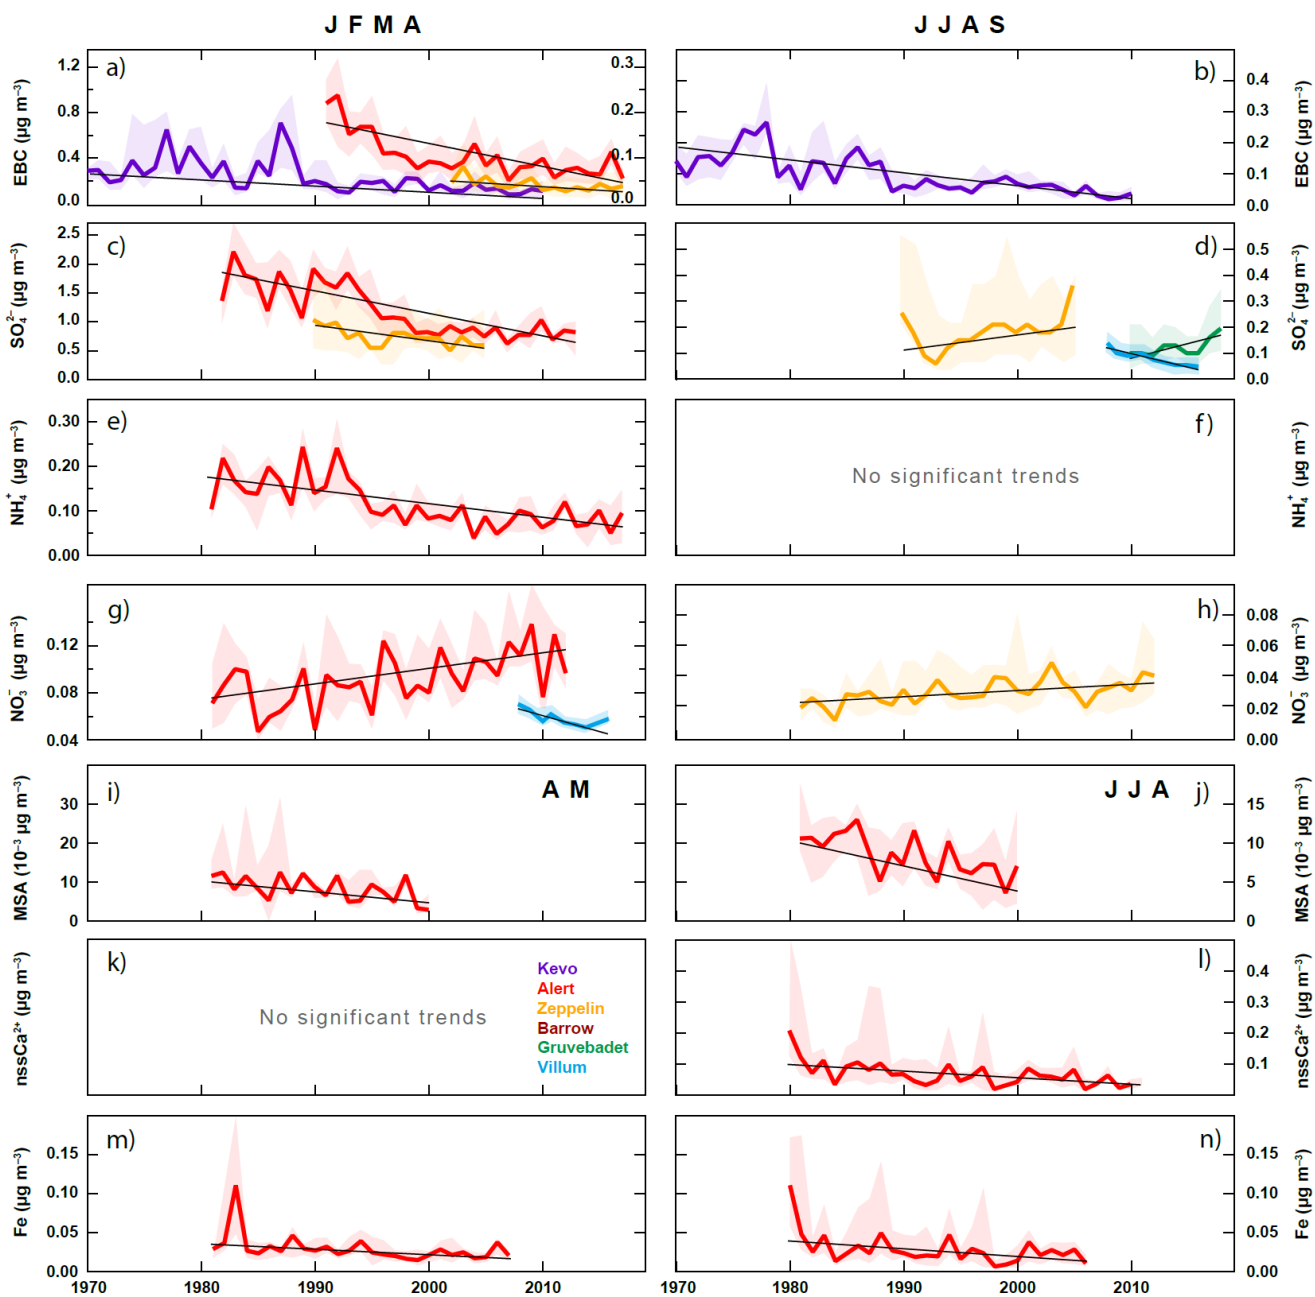 J F M A
J J A S
a)
EBC (µg m⁻³)
1.2
0.8
0.4
0.0
0.3
0.2
0.1
0.0
b)
0.4
0.3
0.2
0.1
0.0
EBC (µg m⁻³)
c)
SO₄²⁻ (µg m⁻³)
2.5
2.0
1.5
1.0
0.5
0.0
d)
0.5
0.4
0.3
0.2
0.1
0.0
SO₄²⁻ (µg m⁻³)
e)
NH₄⁺ (µg m⁻³)
0.30
0.20
0.10
0.00
f)
No significant trends
NH₄⁺ (µg m⁻³)
g)
NO₃⁻ (µg m⁻³)
0.12
0.08
0.04
h)
0.08
0.06
0.04
0.02
0.00
NO₃⁻ (µg m⁻³)
i)
A M
MSA (10⁻³ µg m⁻³)
30
20
10
0
J J A
j)
15
10
5
0
MSA (10⁻³ µg m⁻³)
k)
nssCa²⁺ (µg m⁻³)
No significant trends
Kevo
Alert
Zeppelin
Barrow
Gruvebadet
Villum
l)
0.4
0.3
0.2
0.1
nssCa²⁺ (µg m⁻³)
m)
Fe (µg m⁻³)
0.15
0.10
0.05
0.00
n)
0.15
0.10
0.05
0.00
Fe (µg m⁻³)
1970 1980 1990 2000 2010
1970 1980 1990 2000 2010